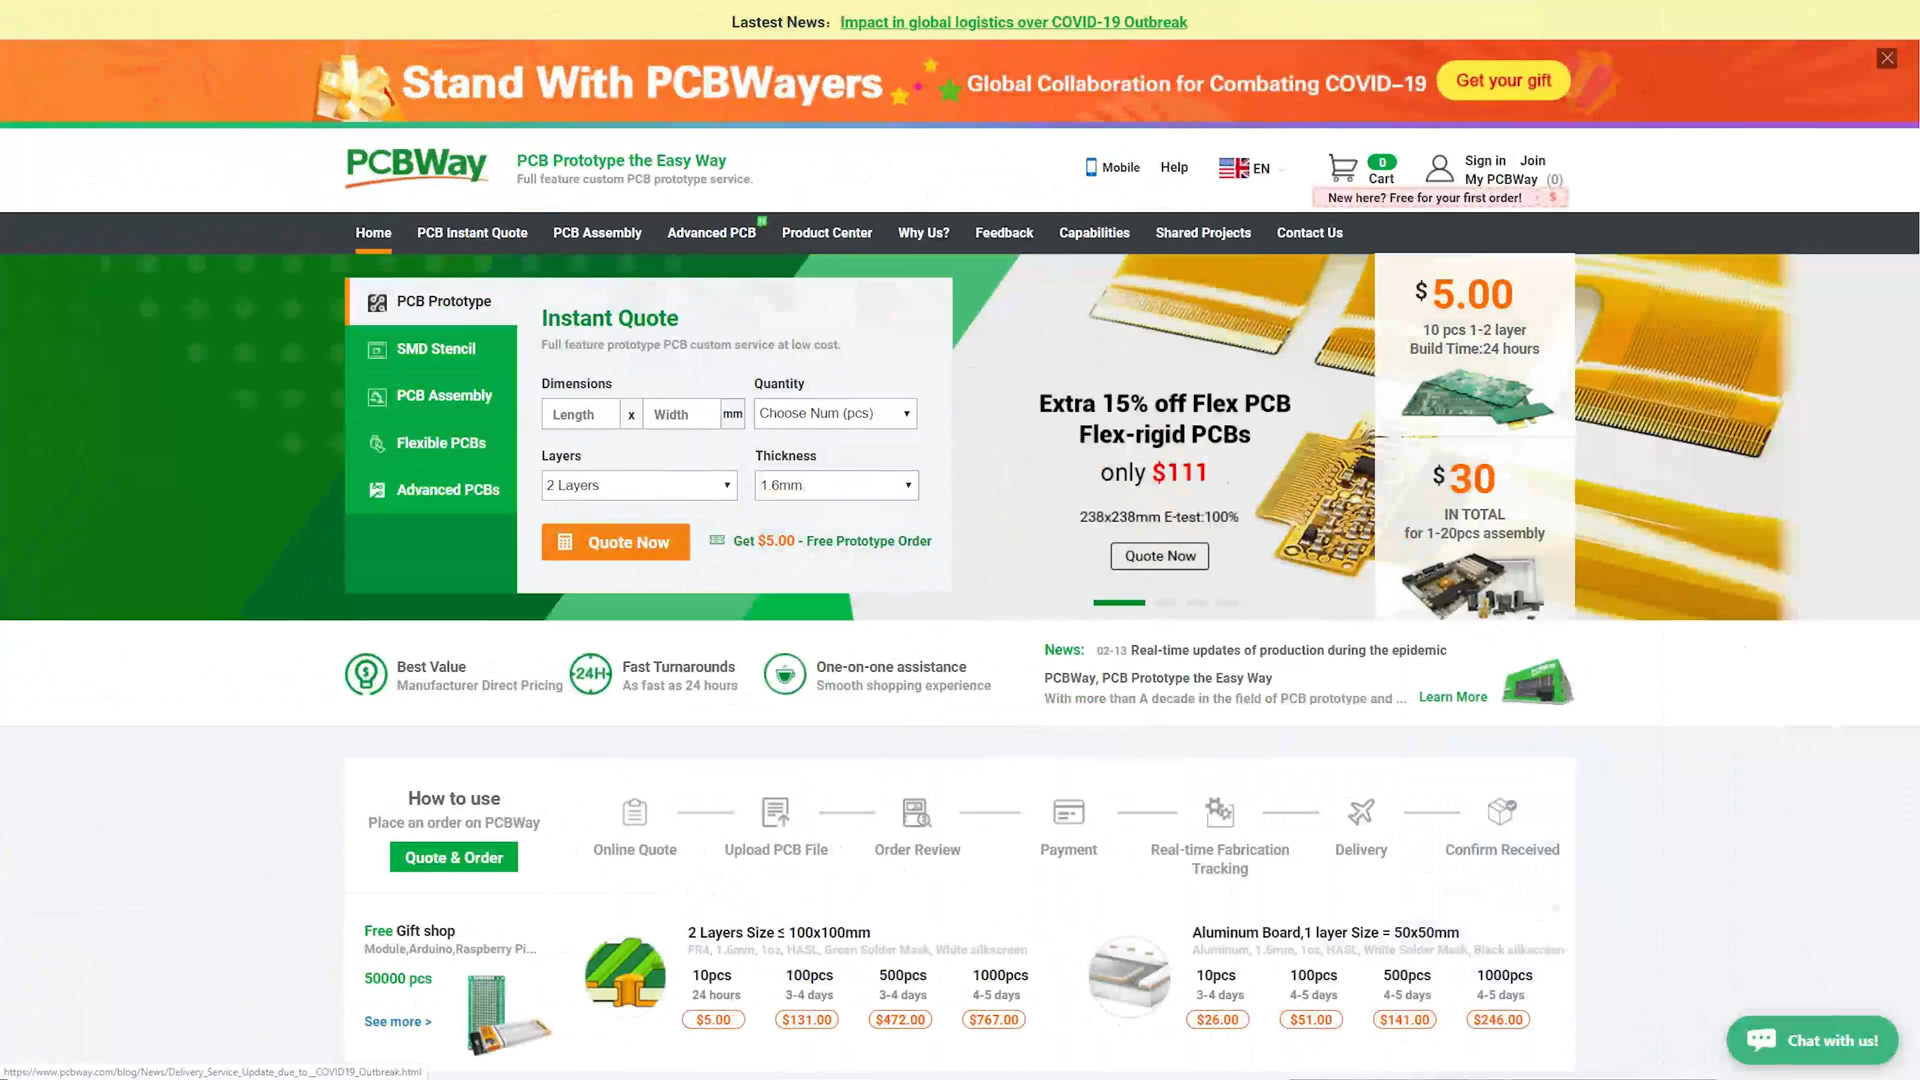 Lastest News: Impact in global logistics over COVID-19 Outbreak
Stand With PCBWayers Global Collaboration for Combating COVID-19 Get your gift
PCBWay
PCB Prototype the Easy Way
Full feature custom PCB prototype service.
Mobile Help EN 0 Cart Sign in Join
My PCBWay (0)
New here? Free for your first order! $
Home PCB Instant Quote PCB Assembly Advanced PCB N Product Center Why Us? Feedback Capabilities Shared Projects Contact Us
PCB Prototype
SMD Stencil
PCB Assembly
Flexible PCBs
Advanced PCBs
Instant Quote
Full feature prototype PCB custom service at low cost.
Dimensions Quantity
Length x Width mm Choose Num (pcs)
Layers Thickness
2 Layers 1.6mm
Quote Now Get $5.00 - Free Prototype Order
Extra 15% off Flex PCB
Flex-rigid PCBs
only $111
238x238mm E-test:100%
Quote Now
$5.00
10 pcs 1-2 layer
Build Time:24 hours
$30
IN TOTAL
for 1-20pcs assembly
Best Value
Manufacturer Direct Pricing
24H
Fast Turnarounds
As fast as 24 hours
One-on-one assistance
Smooth shopping experience
News: 02-13 Real-time updates of production during the epidemic
PCBWay, PCB Prototype the Easy Way
With more than A decade in the field of PCB prototype and ... Learn More
How to use
Place an order on PCBWay
Quote & Order
Online Quote
Upload PCB File
Order Review
Payment
Real-time Fabrication
Tracking
Delivery
Confirm Received
Free Gift shop
Module,Arduino,Raspberry Pi...
50000 pcs
See more >
2 Layers Size ≤ 100x100mm
FR4, 1.6mm, 1oz, HASL, Green Solder Mask, White silkscreen
10pcs 100pcs 500pcs 1000pcs
24 hours 3-4 days 3-4 days 4-5 days
$5.00 $131.00 $472.00 $767.00
Aluminum Board,1 layer Size = 50x50mm
Aluminum, 1.6mm, 1oz, HASL, White Solder Mask, Black silkscreen
10pcs 100pcs 500pcs 1000pcs
3-4 days 4-5 days 4-5 days 4-5 days
$26.00 $51.00 $141.00 $246.00
Chat with us!
https://www.pcbway.com/blog/News/Delivery_Service_Update_due_to__COVID19_Outbreak.html